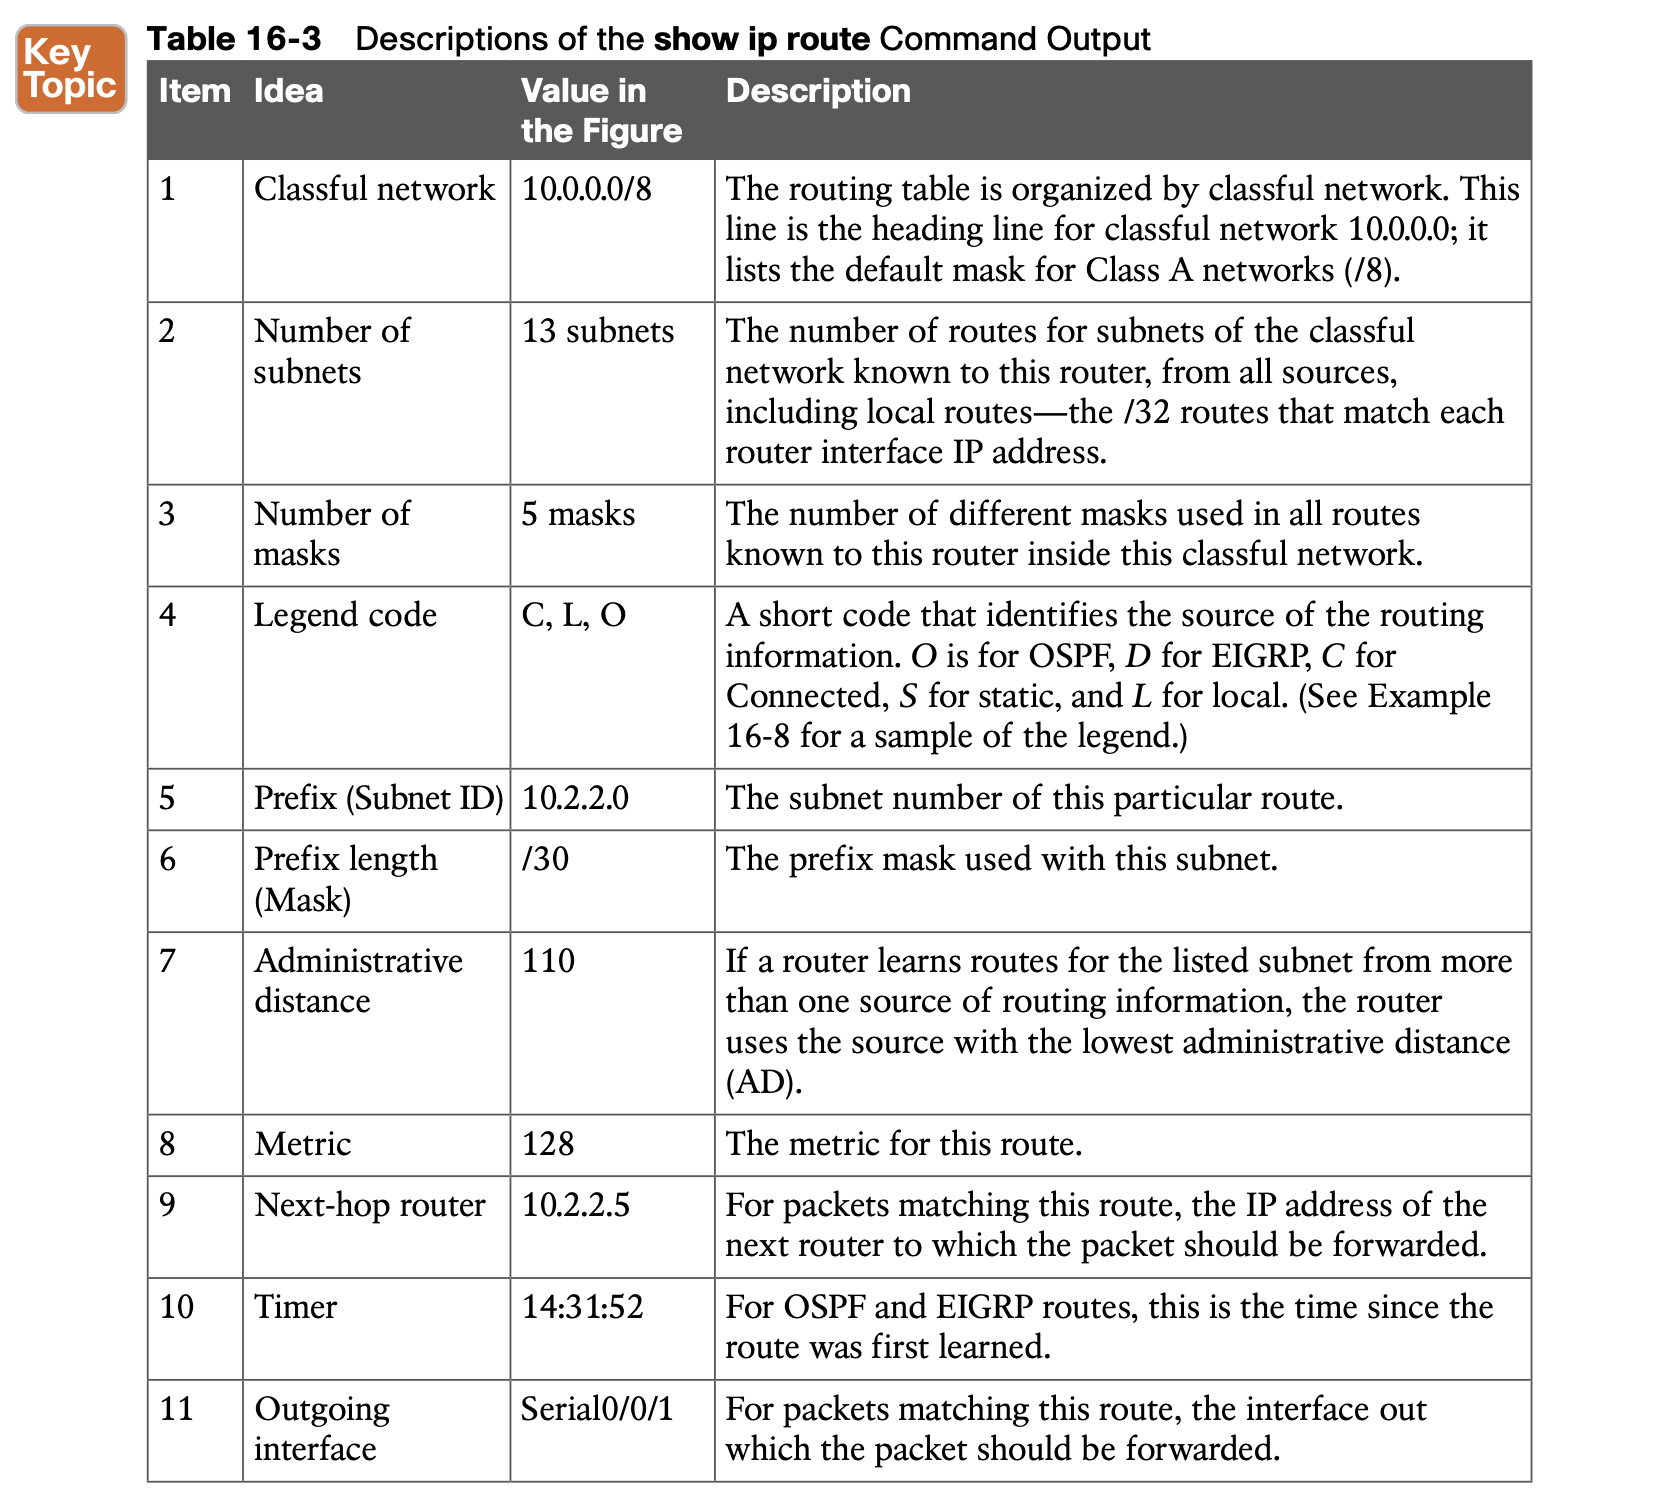 Key
Topic
Table 16-3 Descriptions of the show ip route Command Output
Item Idea Value in the Figure Description
1 Classful network 10.0.0.0/8 The routing table is organized by classful network. This
line is the heading line for classful network 10.0.0.0; it
lists the default mask for Class A networks (/8).
2 Number of subnets 13 subnets The number of routes for subnets of the classful
network known to this router, from all sources,
including local routes—the /32 routes that match each
router interface IP address.
3 Number of masks 5 masks The number of different masks used in all routes
known to this router inside this classful network.
4 Legend code C, L, O A short code that identifies the source of the routing
information. O is for OSPF, D for EIGRP, C for
Connected, S for static, and L for local. (See Example
16-8 for a sample of the legend.)
5 Prefix (Subnet ID) 10.2.2.0 The subnet number of this particular route.
6 Prefix length (Mask) /30 The prefix mask used with this subnet.
7 Administrative distance 110 If a router learns routes for the listed subnet from more
than one source of routing information, the router
uses the source with the lowest administrative distance
(AD).
8 Metric 128 The metric for this route.
9 Next-hop router 10.2.2.5 For packets matching this route, the IP address of the
next router to which the packet should be forwarded.
10 Timer 14:31:52 For OSPF and EIGRP routes, this is the time since the
route was first learned.
11 Outgoing interface Serial0/0/1 For packets matching this route, the interface out
which the packet should be forwarded.